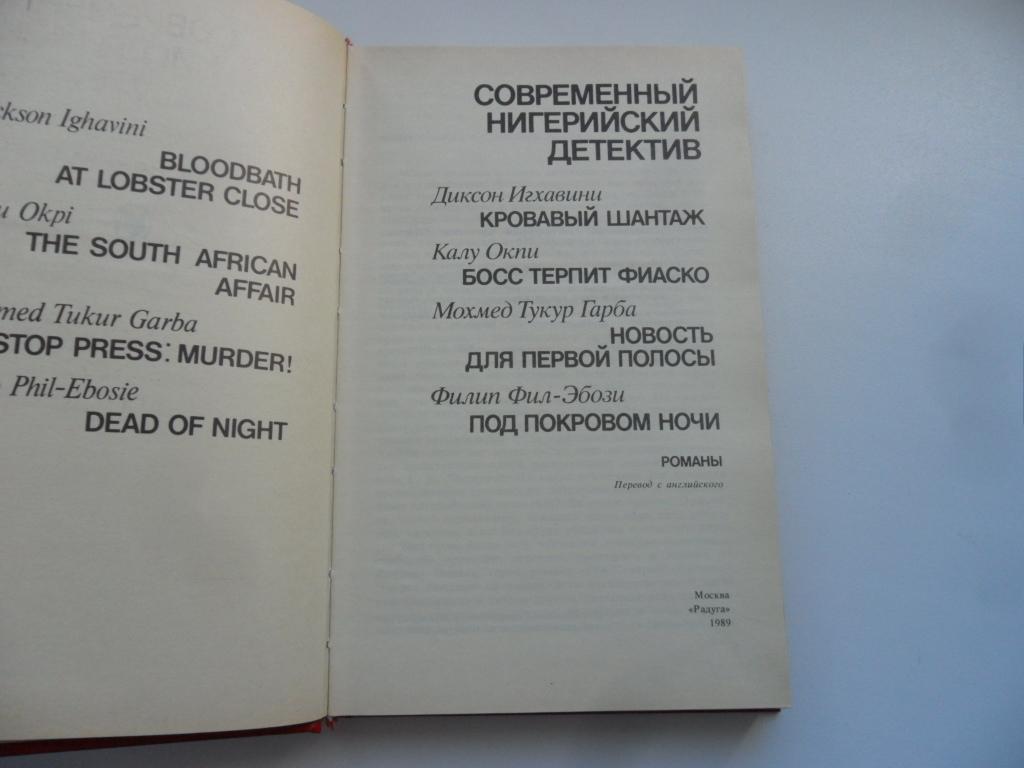 Ighavini
BLOODBATH
AT LOBSTER CLOSE
Okpi
THE SOUTH AFRICAN
AFFAIR
Tukur Garba
STOP PRESS: MURDER!
Phil-Ebosie
DEAD OF NIGHT
СОВРЕМЕННЫЙ
НИГЕРИЙСКИЙ
ДЕТЕКТИВ
Диксон Игхавини
КРОВАВЫЙ ШАНТАЖ
Калу Окпи
БОСС ТЕРПИТ ФИАСКО
Мохмед Тукур Гарба
НОВОСТЬ
ДЛЯ ПЕРВОЙ ПОЛОСЫ
Филип Фил-Эбози
ПОД ПОКРОВОМ НОЧИ
РОМАНЫ
Перевод с английского
Москва
«Радуга»
1989